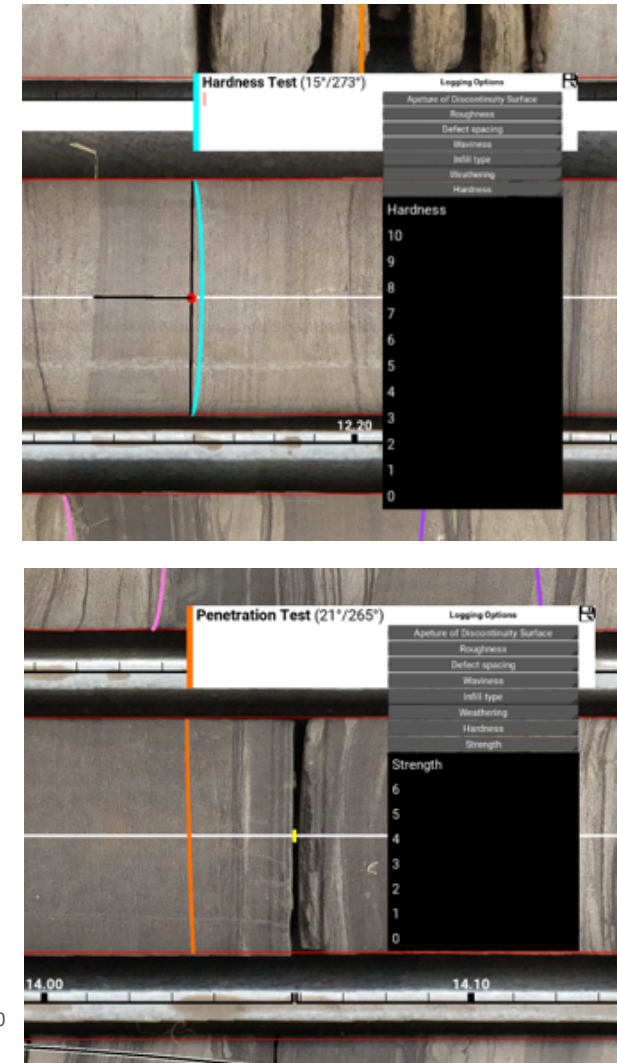 Hardness Test (15°/273°)
Logging Options
Apeture of Discontinuity Surface
Roughness
Defect spacing
Waviness
Infill type
Weathering
Hardness
Hardness
10
9
8
7
6
5
4
3
2
1
0
12.20
Penetration Test (21°/265°)
Logging Options
Apeture of Discontinuity Surface
Roughness
Defect spacing
Waviness
Infill type
Weathering
Hardness
Strength
Strength
6
5
4
3
2
1
0
14.00
14.10
0